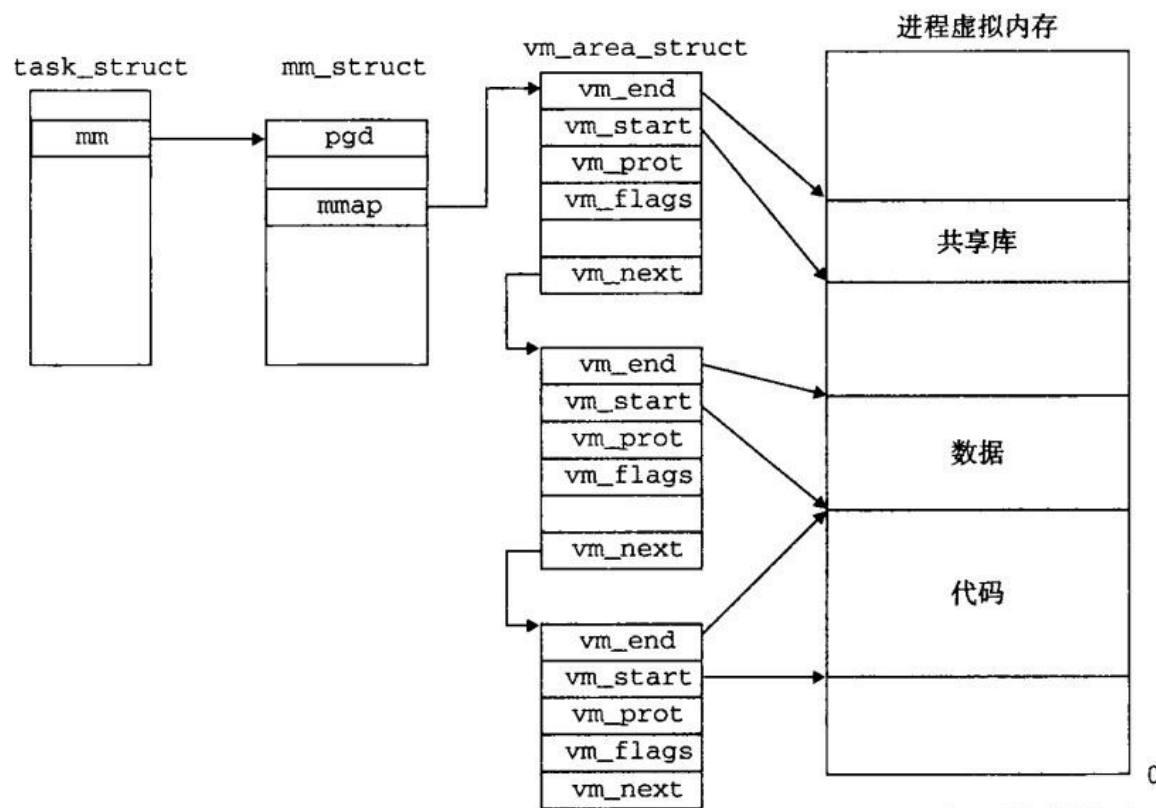 task_struct
mm
mm_struct
pgd
mmap
vm_area_struct
vm_end
vm_start
vm_prot
vm_flags
vm_next
vm_end
vm_start
vm_prot
vm_flags
vm_next
vm_end
vm_start
vm_prot
vm_flags
vm_next
进程虚拟内存
共享库
数据
代码
0